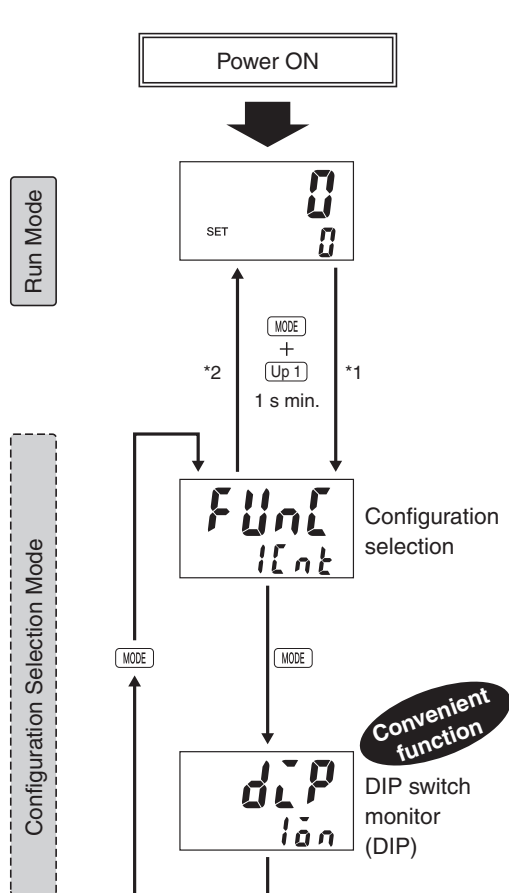 Power ON
Run Mode
0
SET
0
MODE
+
Up 1
1 s min.
*2
*1
Configuration Selection Mode
FUnC
1Cnt
Configuration
selection
MODE
MODE
Convenient
function
diP
1on
DIP switch
monitor
(DIP)